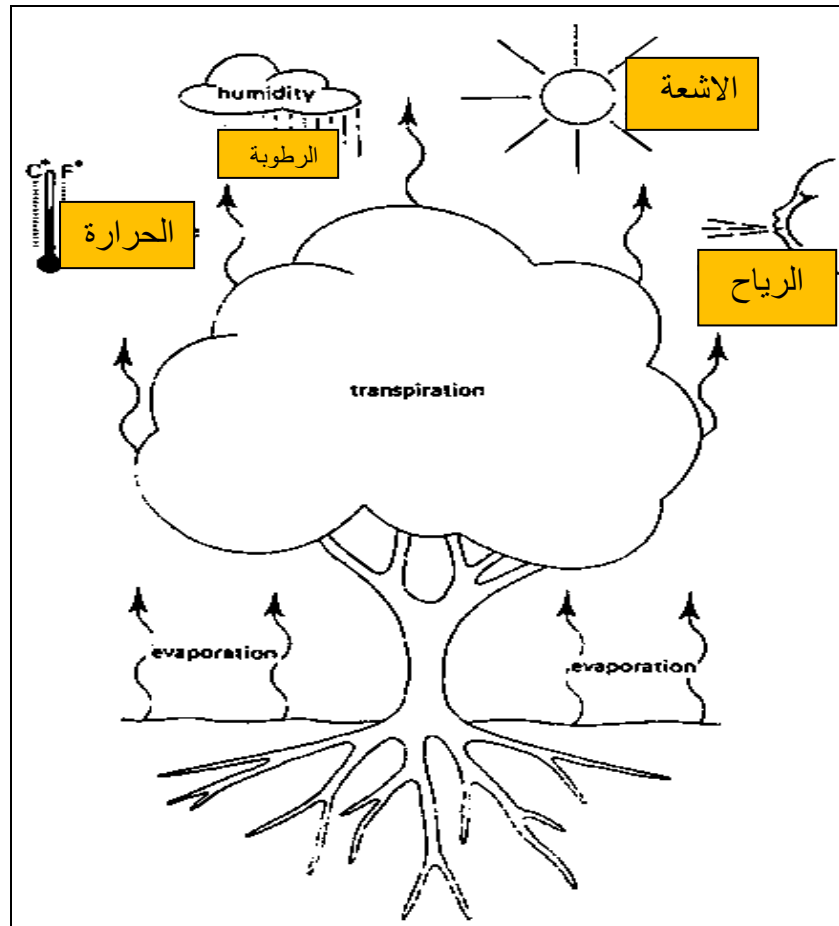 humidity
الاشعة
الرطوبة
C° F°
الحرارة
الرياح
transpiration
evaporation
evaporation